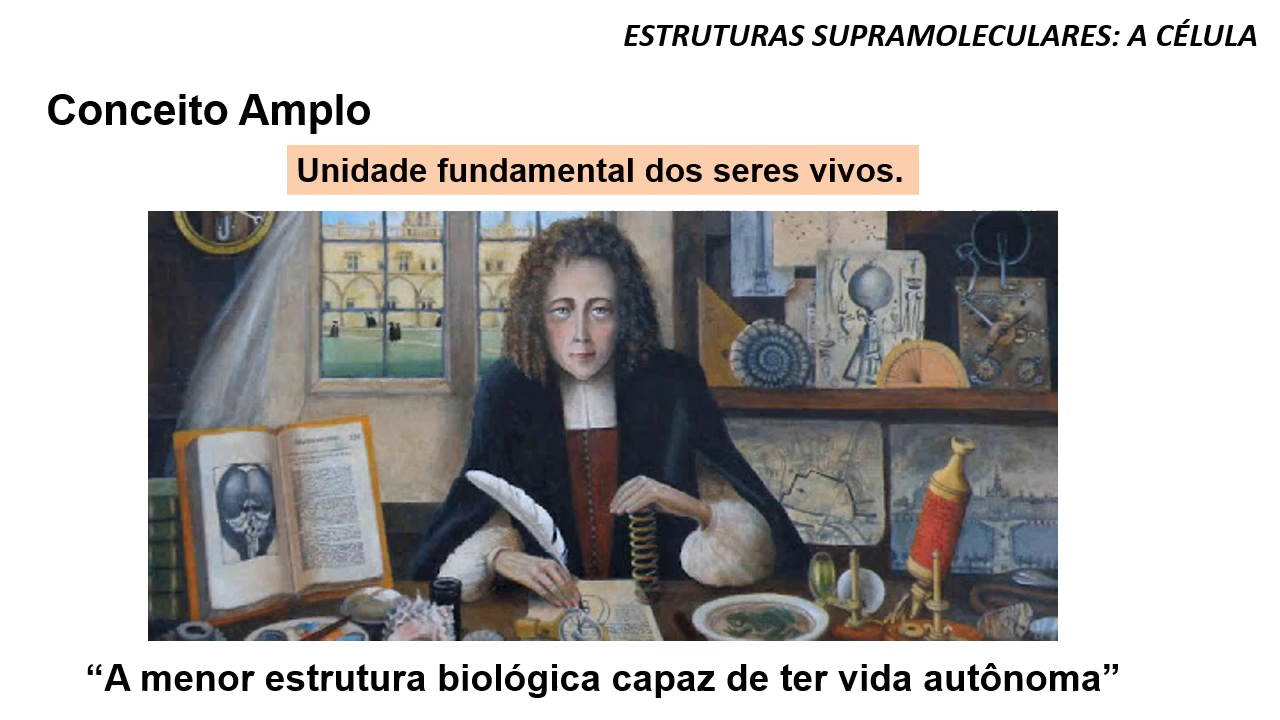 ESTRUTURAS SUPRAMOLECULARES: A CÉLULA
Conceito Amplo
Unidade fundamental dos seres vivos.
“A menor estrutura biológica capaz de ter vida autônoma”